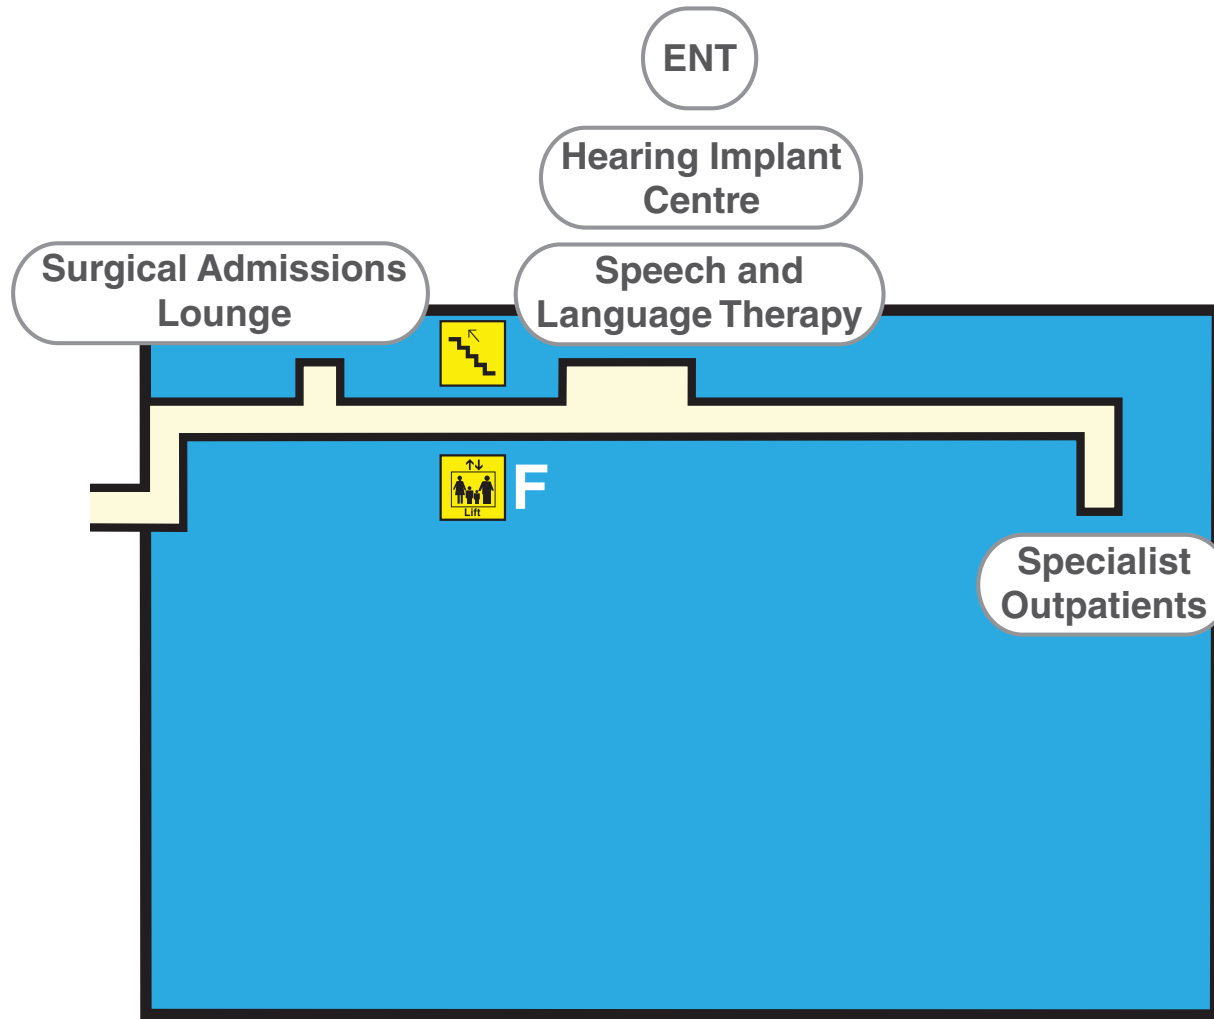 ENT
Hearing Implant
Centre
Surgical Admissions
Lounge
Speech and
Language Therapy
Lift
F
Specialist
Outpatients